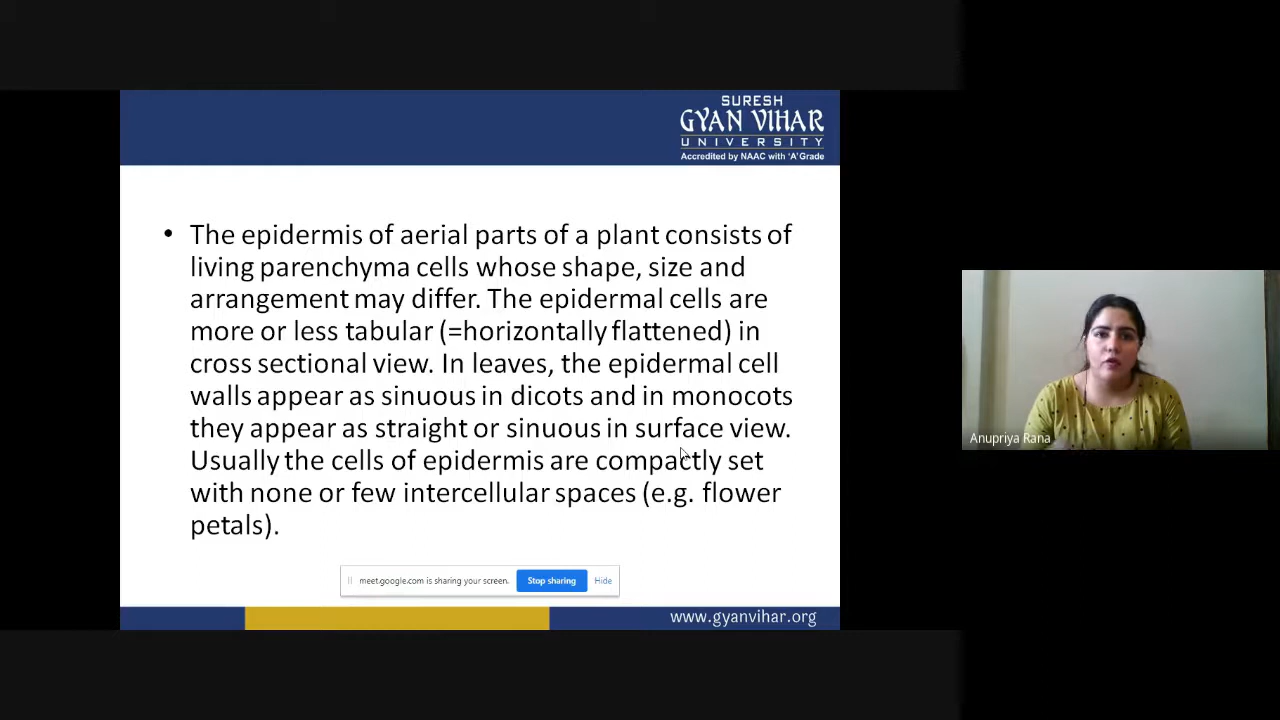 SURESH
GYAN VIHAR
UNIVERSITY
Accredited by NAAC with 'A' Grade
• The epidermis of aerial parts of a plant consists of
living parenchyma cells whose shape, size and
arrangement may differ. The epidermal cells are
more or less tabular (=horizontally flattened) in
cross sectional view. In leaves, the epidermal cell
walls appear as sinuous in dicots and in monocots
they appear as straight or sinuous in surface view.
Usually the cells of epidermis are compactly set
with none or few intercellular spaces (e.g. flower
petals).
Anupriya Rana
meet.google.com is sharing your screen. Stop sharing Hide
www.gyanvihar.org